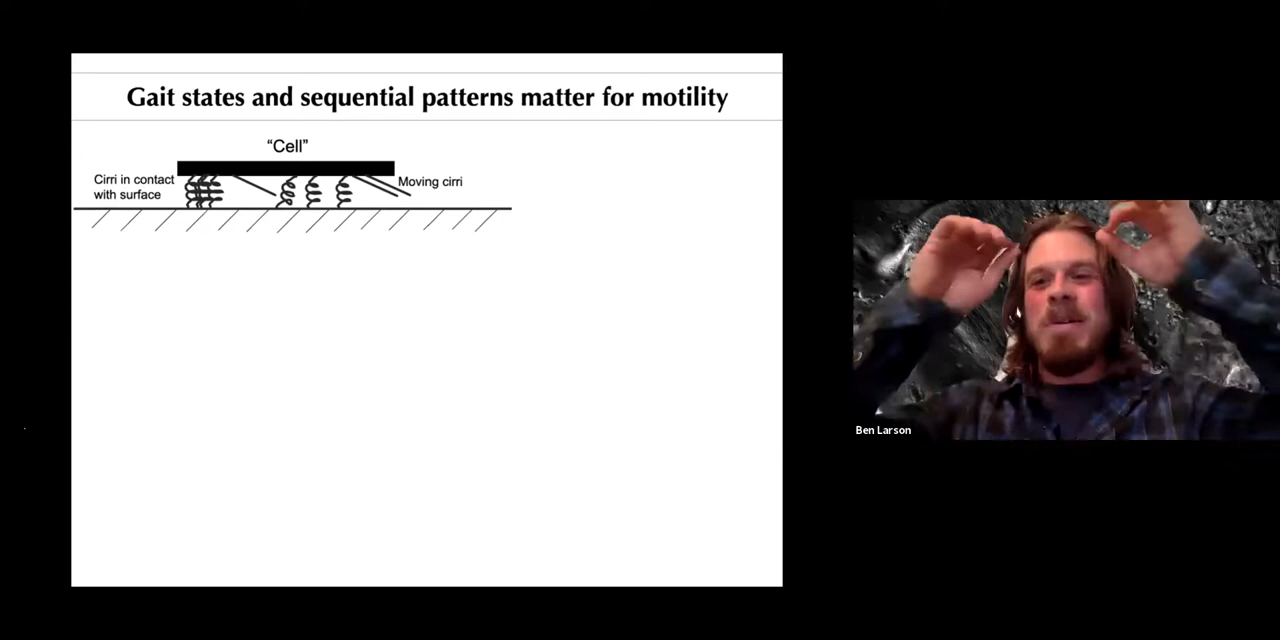 Gait states and sequential patterns matter for motility
“Cell”
Cirri in contact
with surface
Moving cirri
Ben Larson